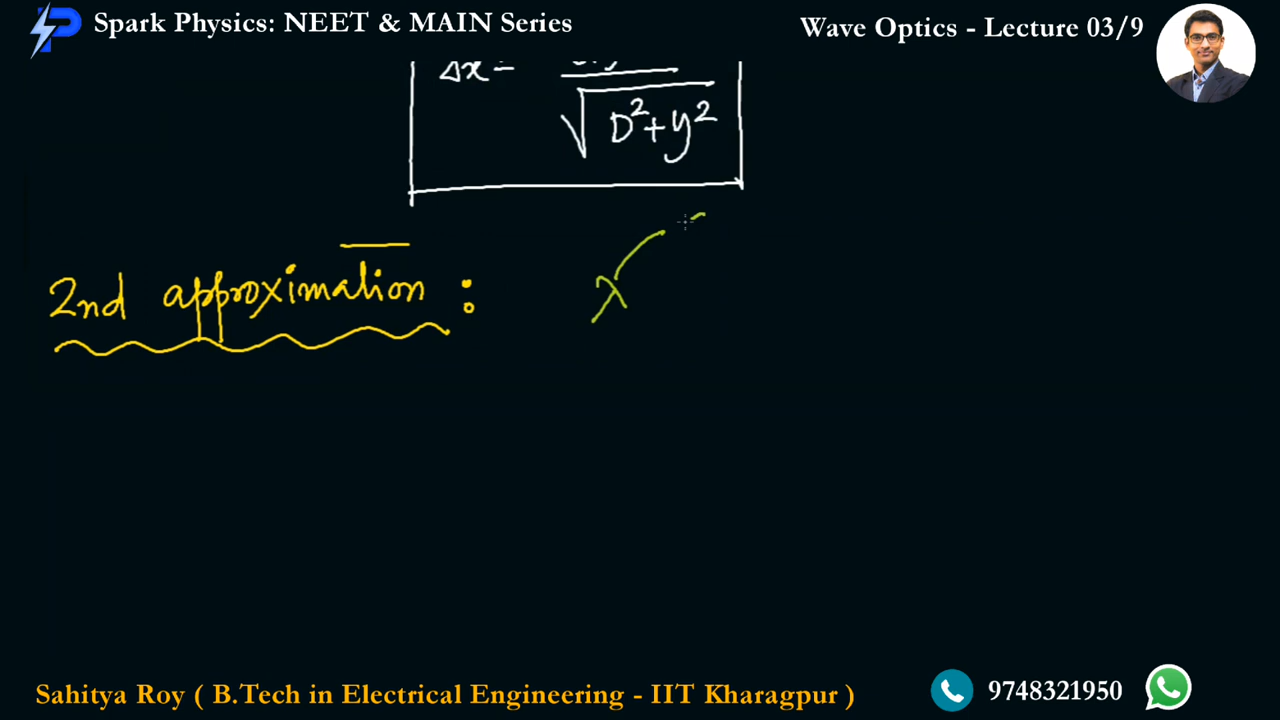 Spark Physics: NEET & MAIN Series
Wave Optics - Lecture 03/9
Δx =
√D²+y²
2nd approximation :
λ
Sahitya Roy ( B.Tech in Electrical Engineering - IIT Kharagpur )
9748321950